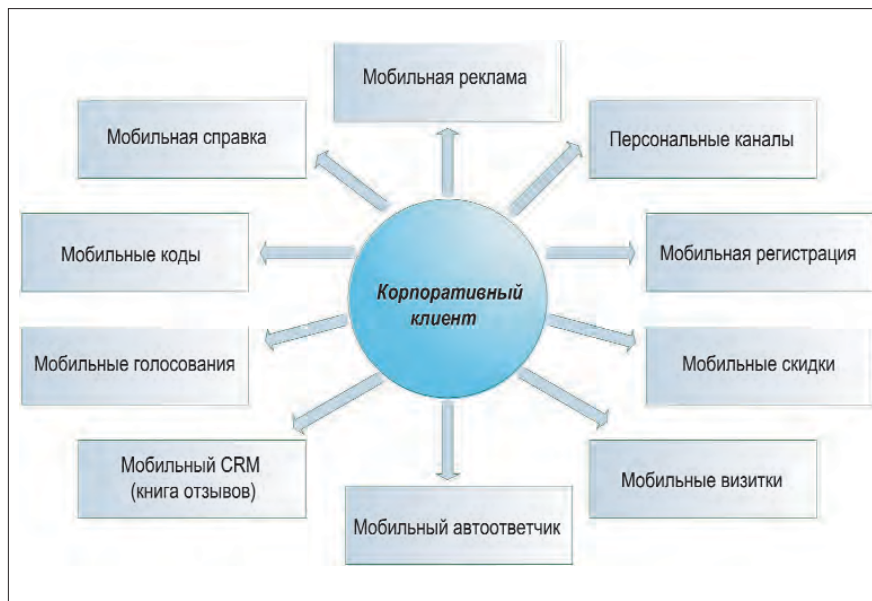 Мобильная реклама
Мобильная справка
Персональные каналы
Мобильные коды
Мобильная регистрация
Корпоративный
клиент
Мобильные голосования
Мобильные скидки
Мобильный CRM
(книга отзывов)
Мобильные визитки
Мобильный автоответчик